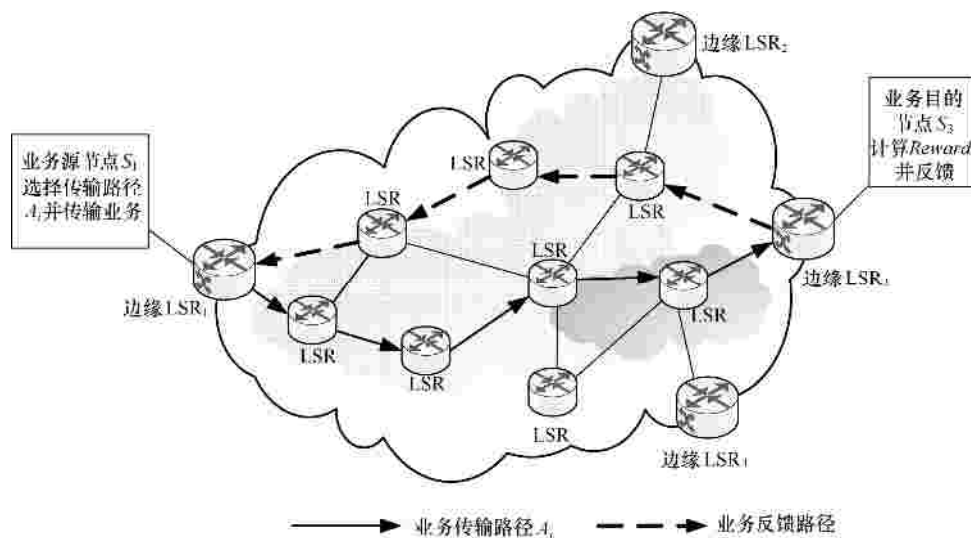 边缘LSR₂
业务目的
节点S₃
计算Reward
并反馈
业务源节点S₁
选择传输路径
Aᵢ并传输业务
LSR
LSR
LSR
LSR
边缘LSR₃
边缘LSR₁
LSR
LSR
LSR
LSR
边缘LSR₄
业务传输路径Aᵢ
业务反馈路径